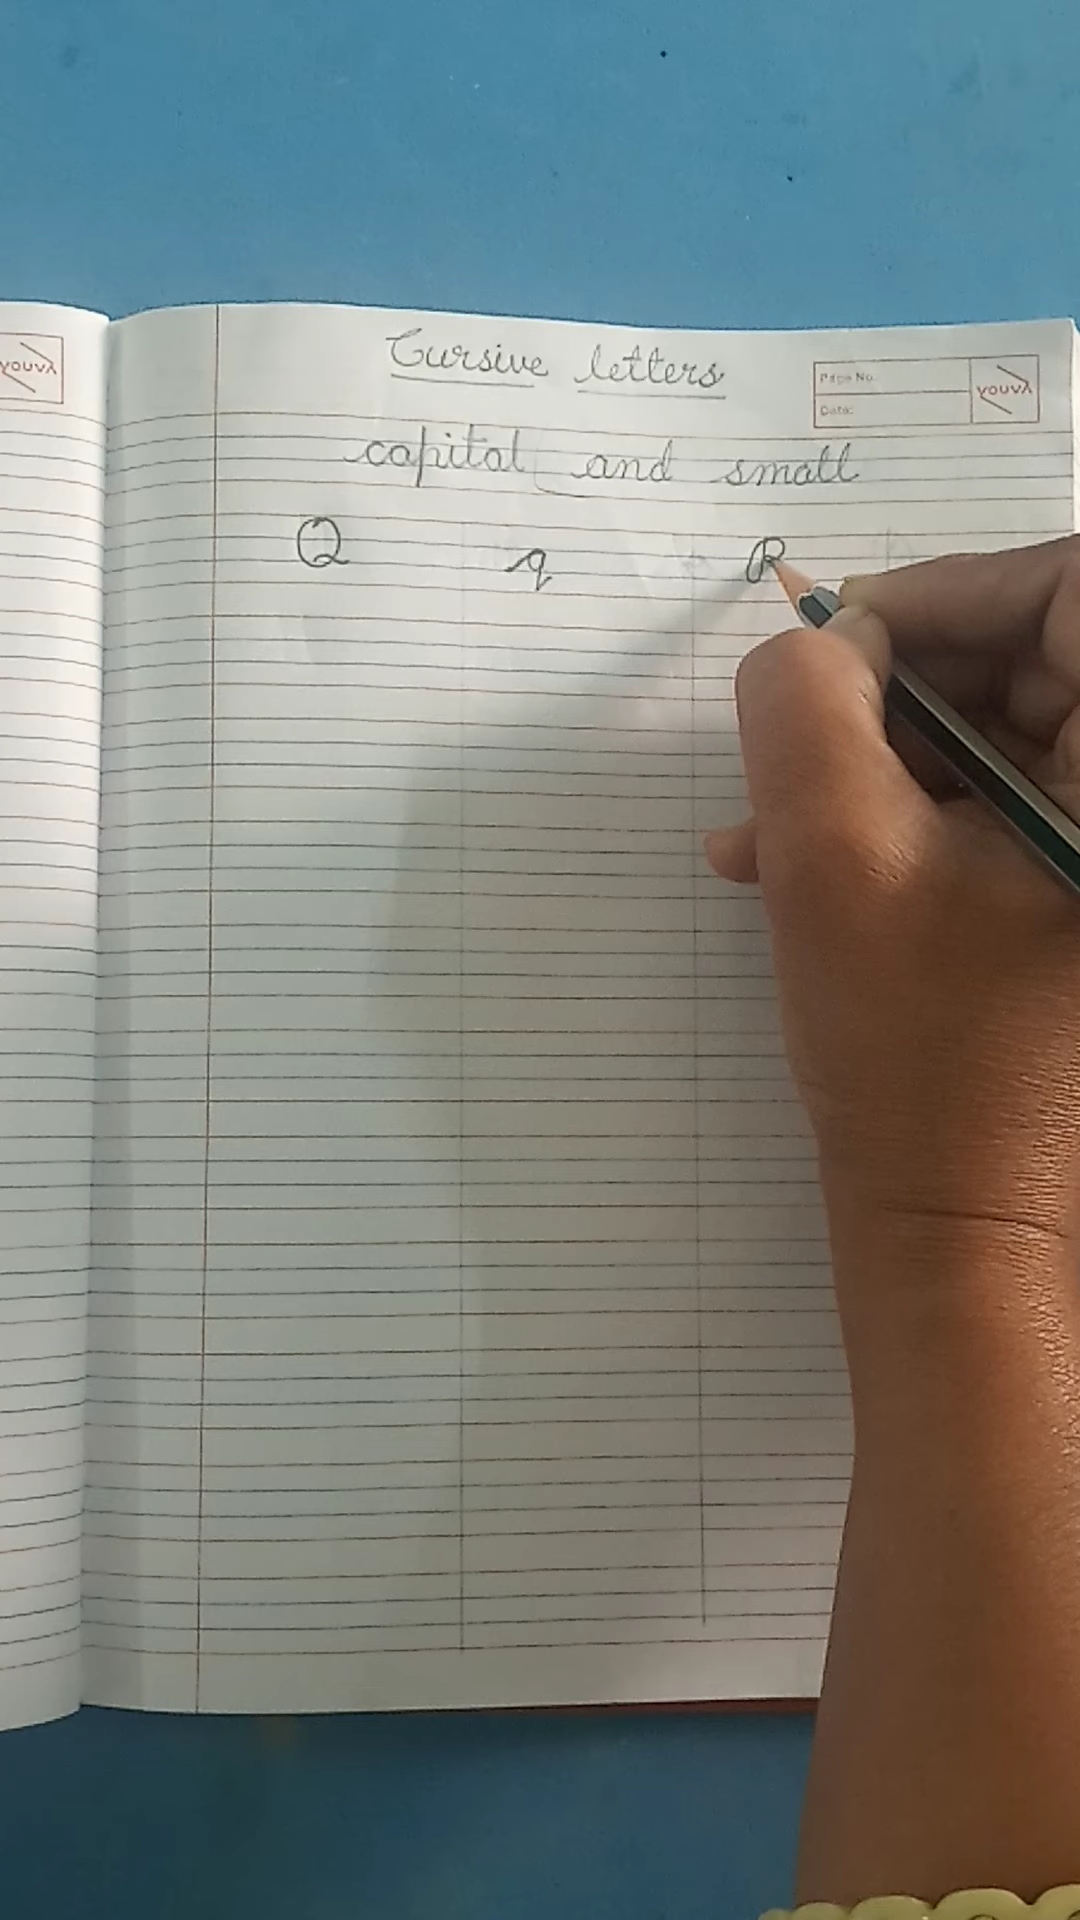 Cursive letters
Page No.
Date:
youva
youva
capital and small
Q q R